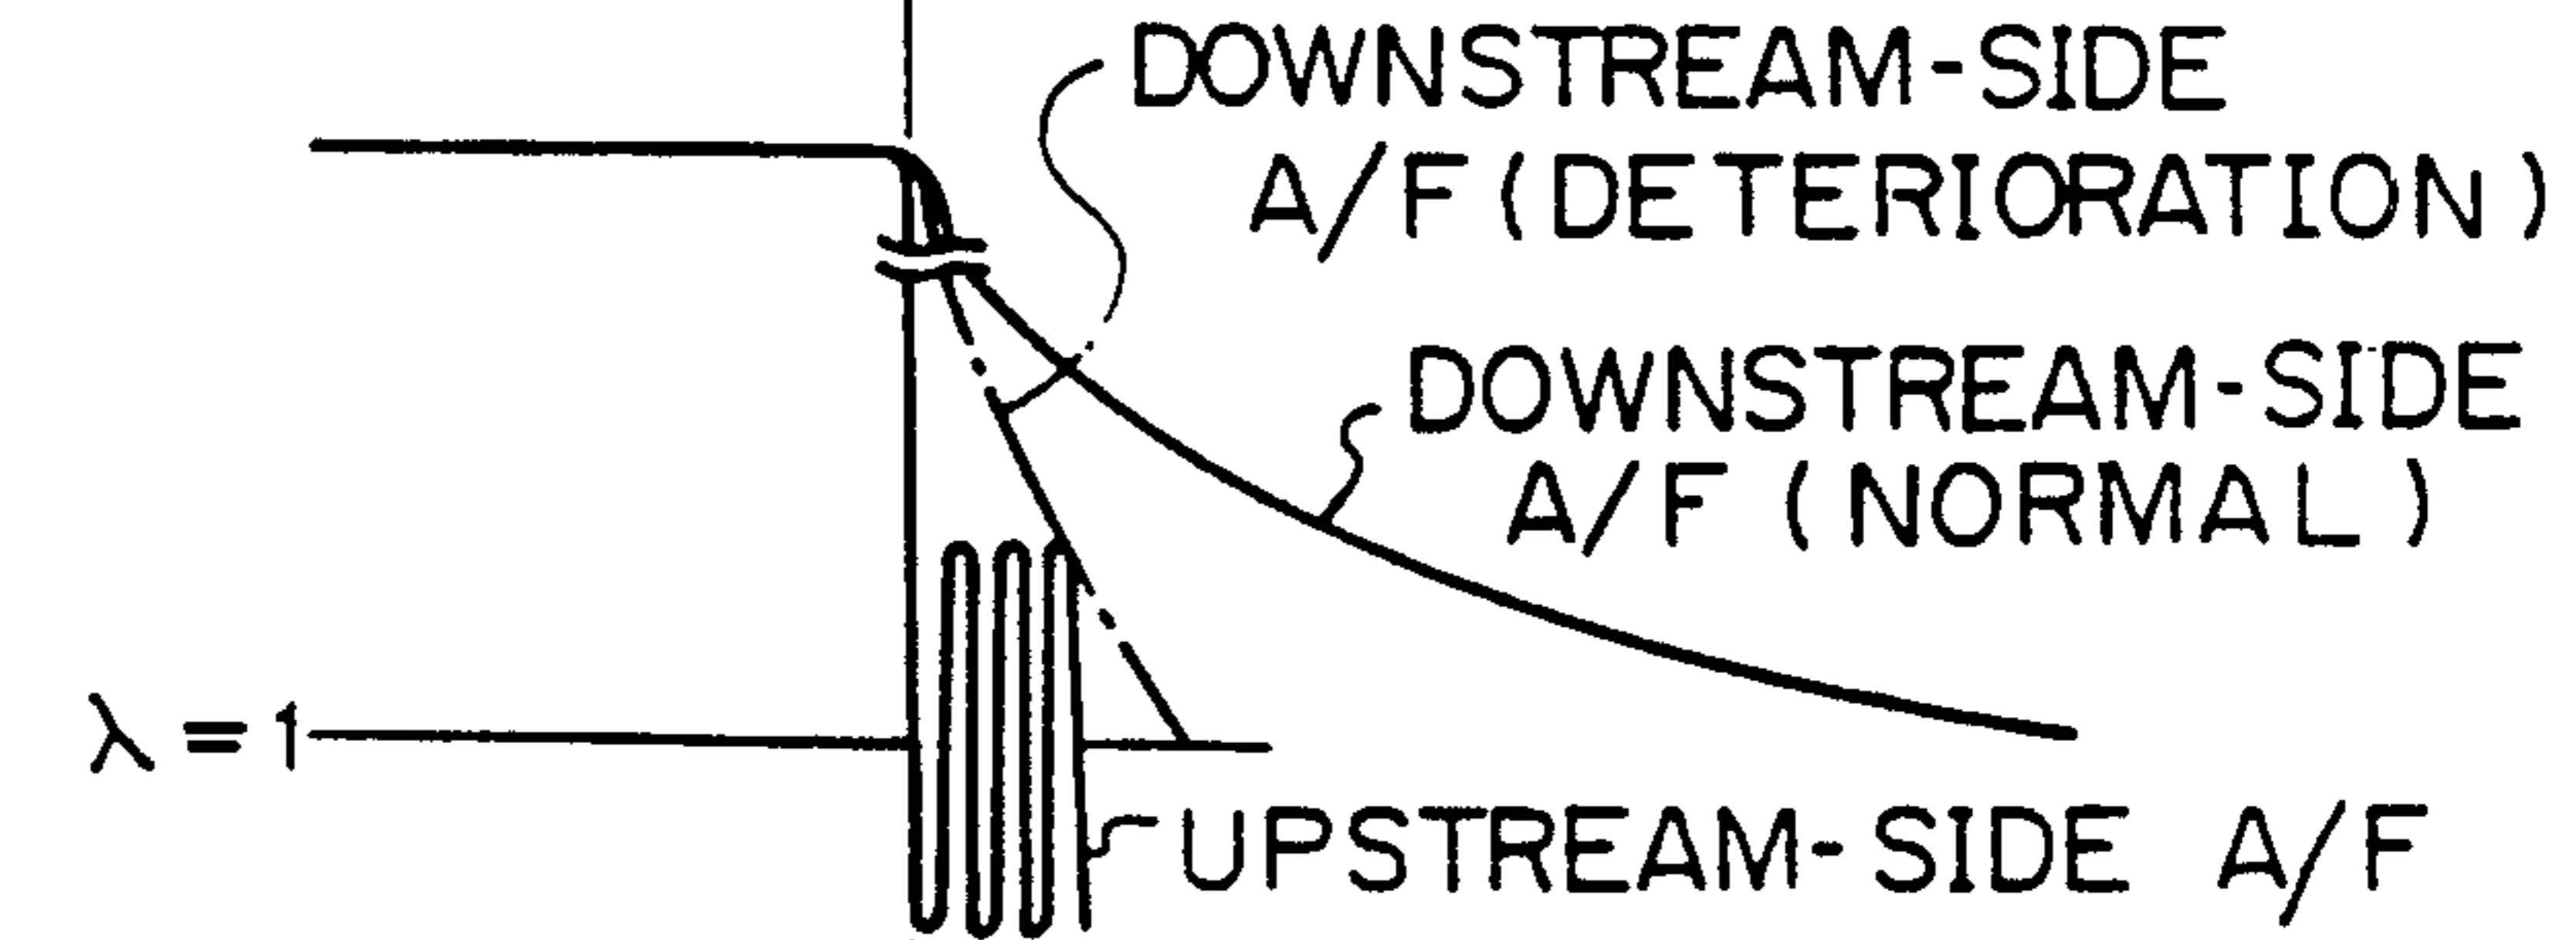 DOWNSTREAM-SIDE
A/F (DETERIORATION)
DOWNSTREAM-SIDE
A/F (NORMAL)
λ = 1
UPSTREAM-SIDE A/F